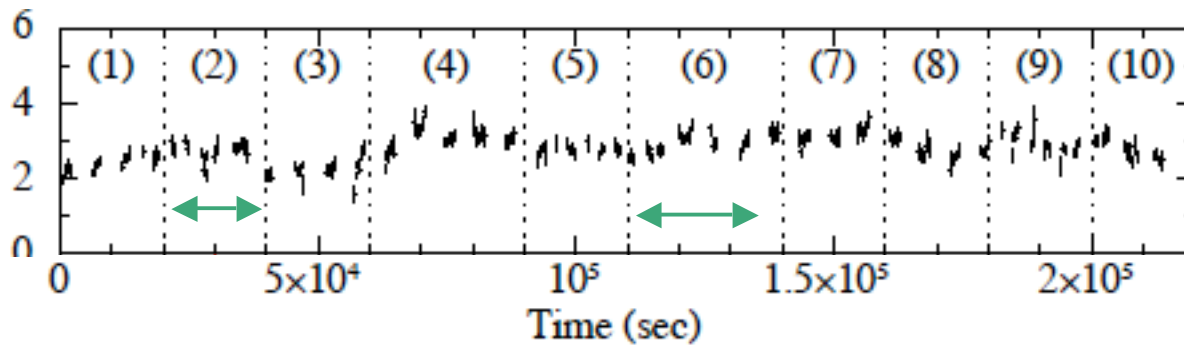 6
(1) (2) (3) (4) (5) (6) (7) (8) (9) (10)
4
2
0
0 5×10⁴ 10⁵ 1.5×10⁵ 2×10⁵
Time (sec)